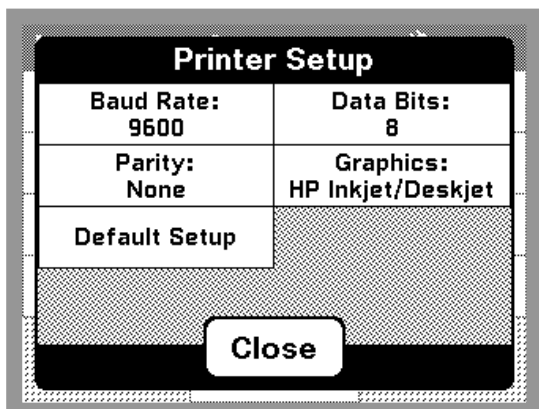 Printer Setup
Baud Rate:
9600
Data Bits:
8
Parity:
None
Graphics:
HP Inkjet/Deskjet
Default Setup
Close